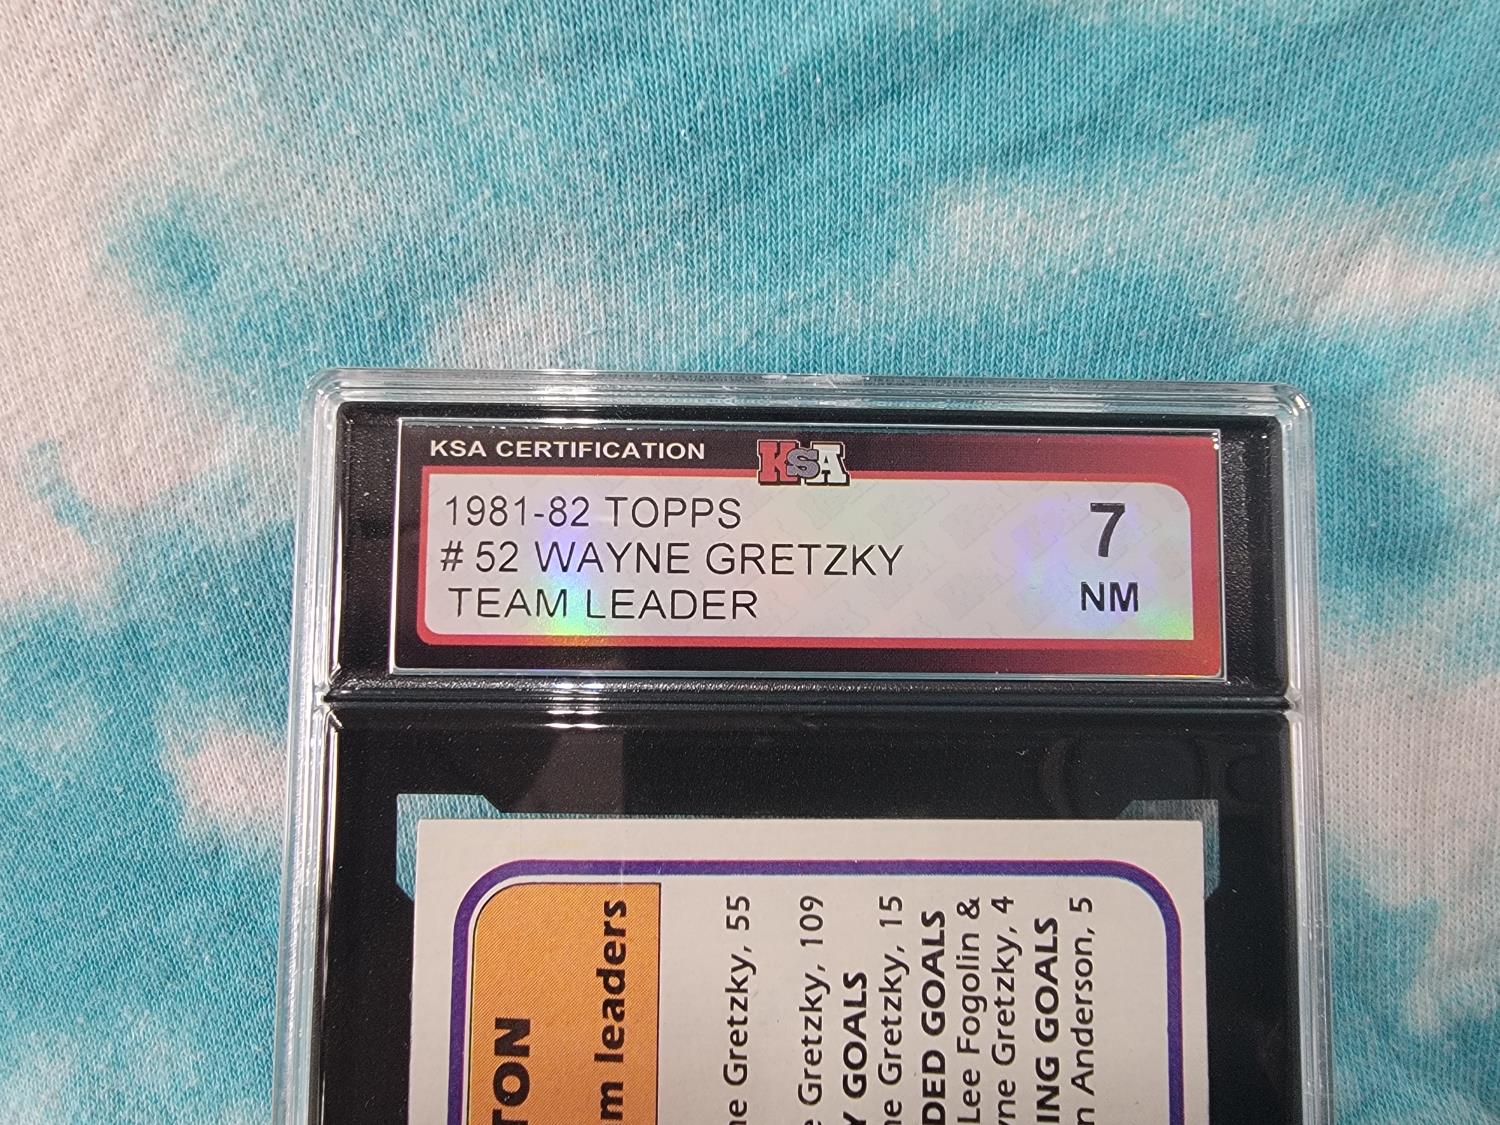 KSA CERTIFICATION
KSA
1981-82 TOPPS
# 52 WAYNE GRETZKY
TEAM LEADER
7
NM
TON
m leaders
ne Gretzky, 55
e Gretzky, 109
Y GOALS
ne Gretzky, 15
DED GOALS
Lee Fogolin &
yne Gretzky, 4
ING GOALS
n Anderson, 5